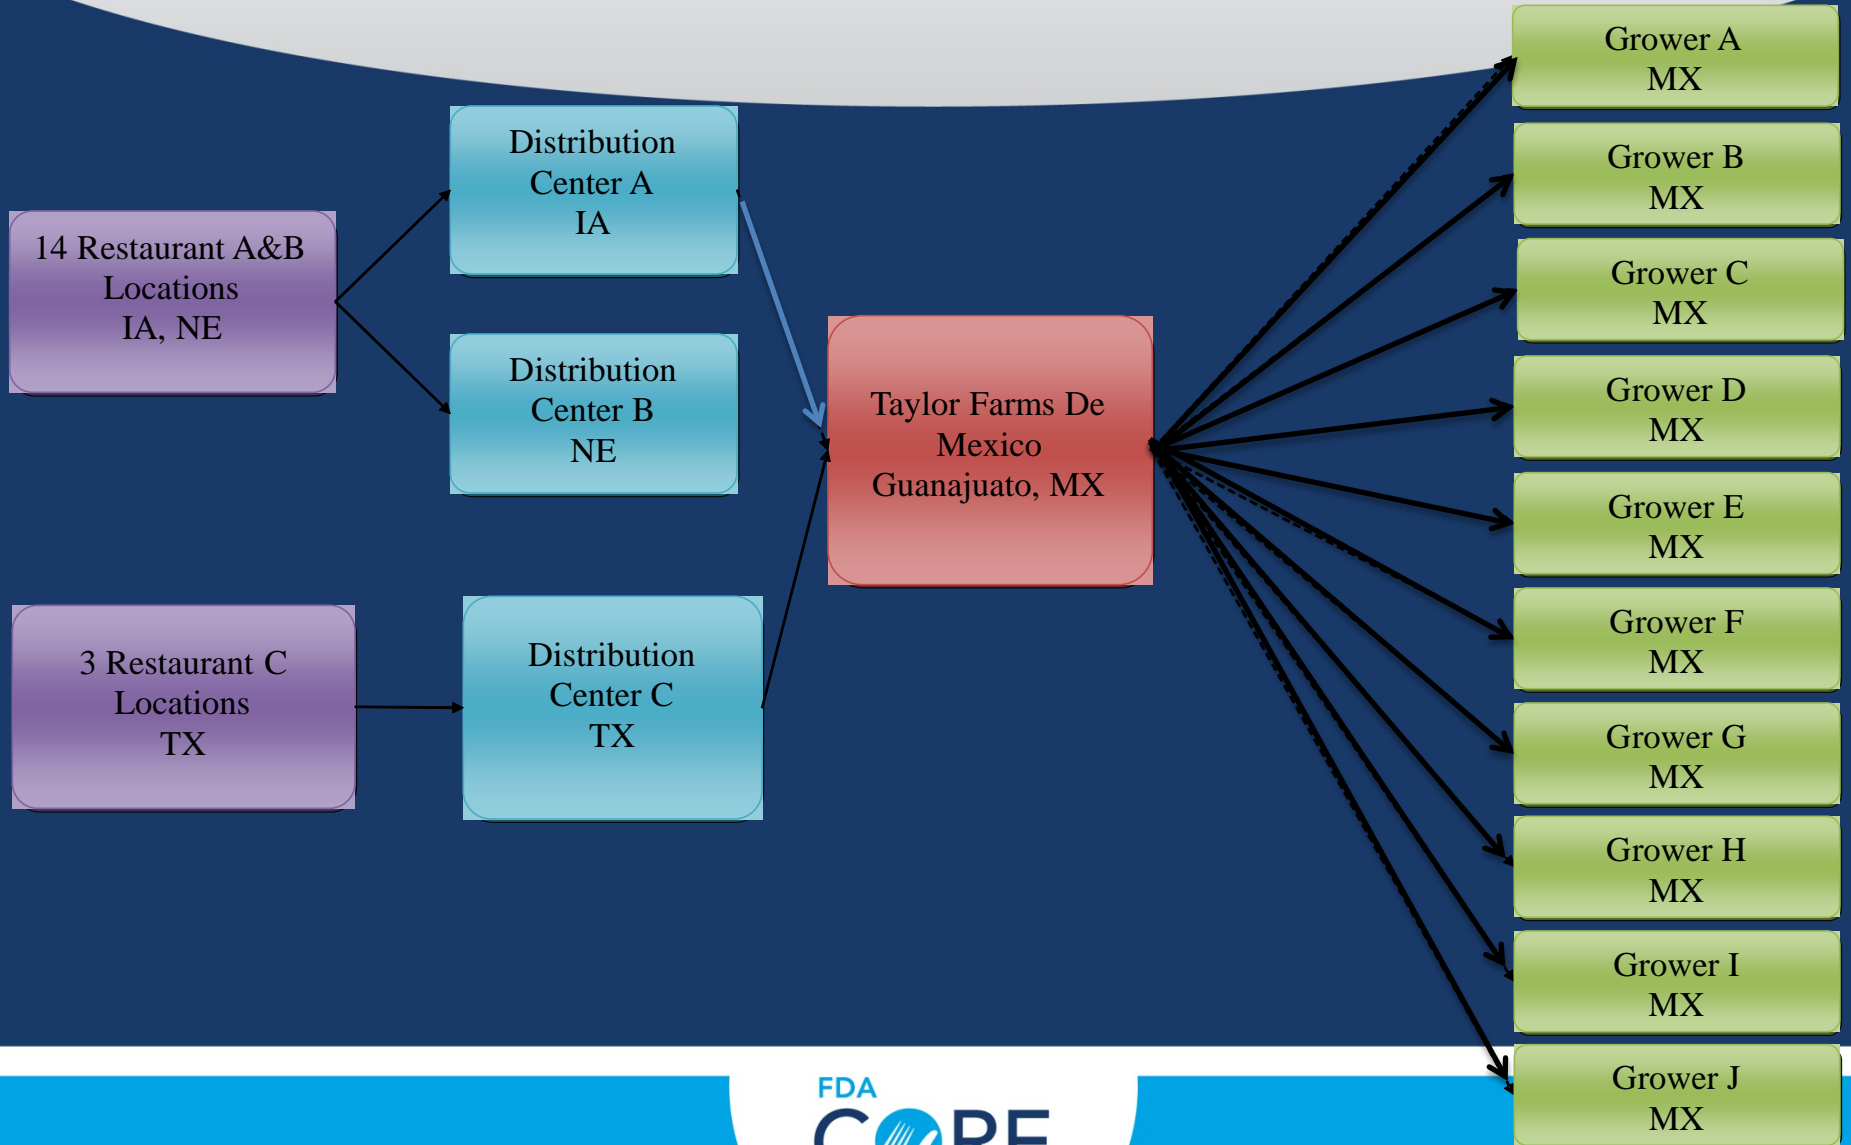 14 Restaurant A&B
Locations
IA, NE
3 Restaurant C
Locations
TX
Distribution
Center A
IA
Distribution
Center B
NE
Distribution
Center C
TX
Taylor Farms De
Mexico
Guanajuato, MX
Grower A
MX
Grower B
MX
Grower C
MX
Grower D
MX
Grower E
MX
Grower F
MX
Grower G
MX
Grower H
MX
Grower I
MX
Grower J
MX
FDA
CORE